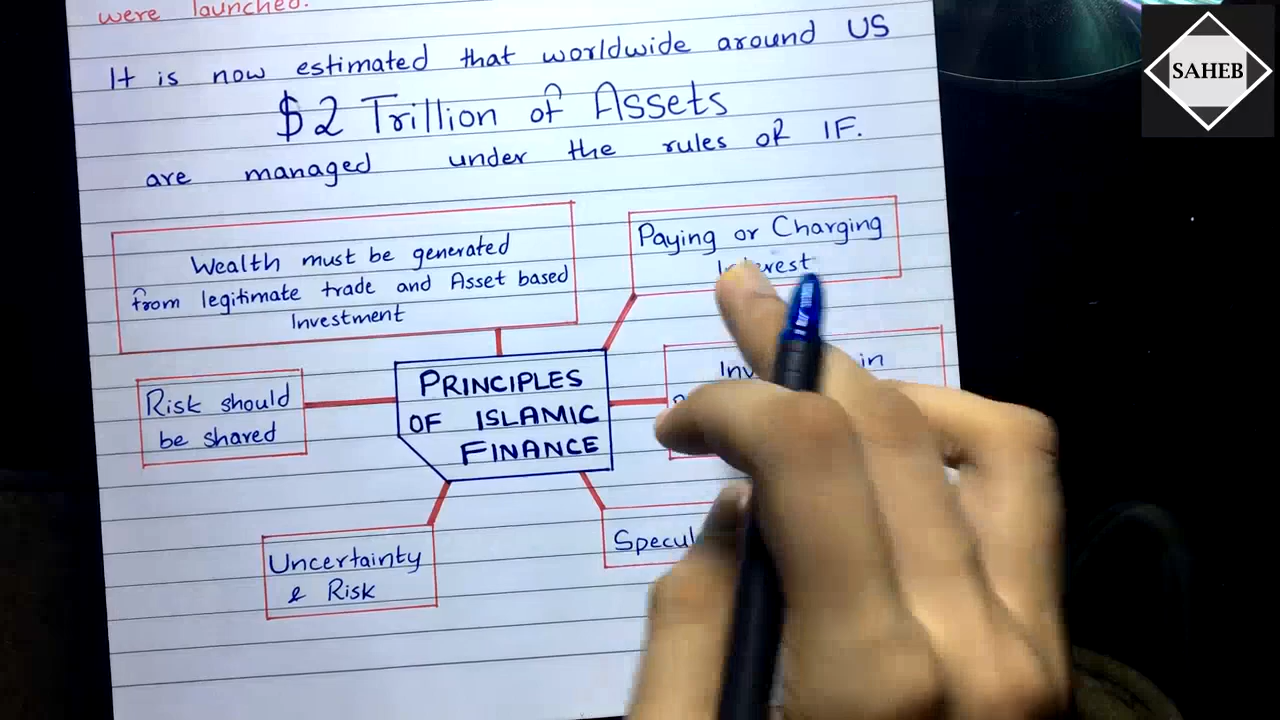 were launched.
It is now estimated that worldwide around US
$2 Trillion of Assets
are managed under the rules of IF.
SAHEB
Wealth must be generated
from legitimate trade and Asset based
Investment
Paying or Charging
Interest
Risk should
be shared
PRINCIPLES
OF ISLAMIC
FINANCE
in
Uncertainty
& Risk